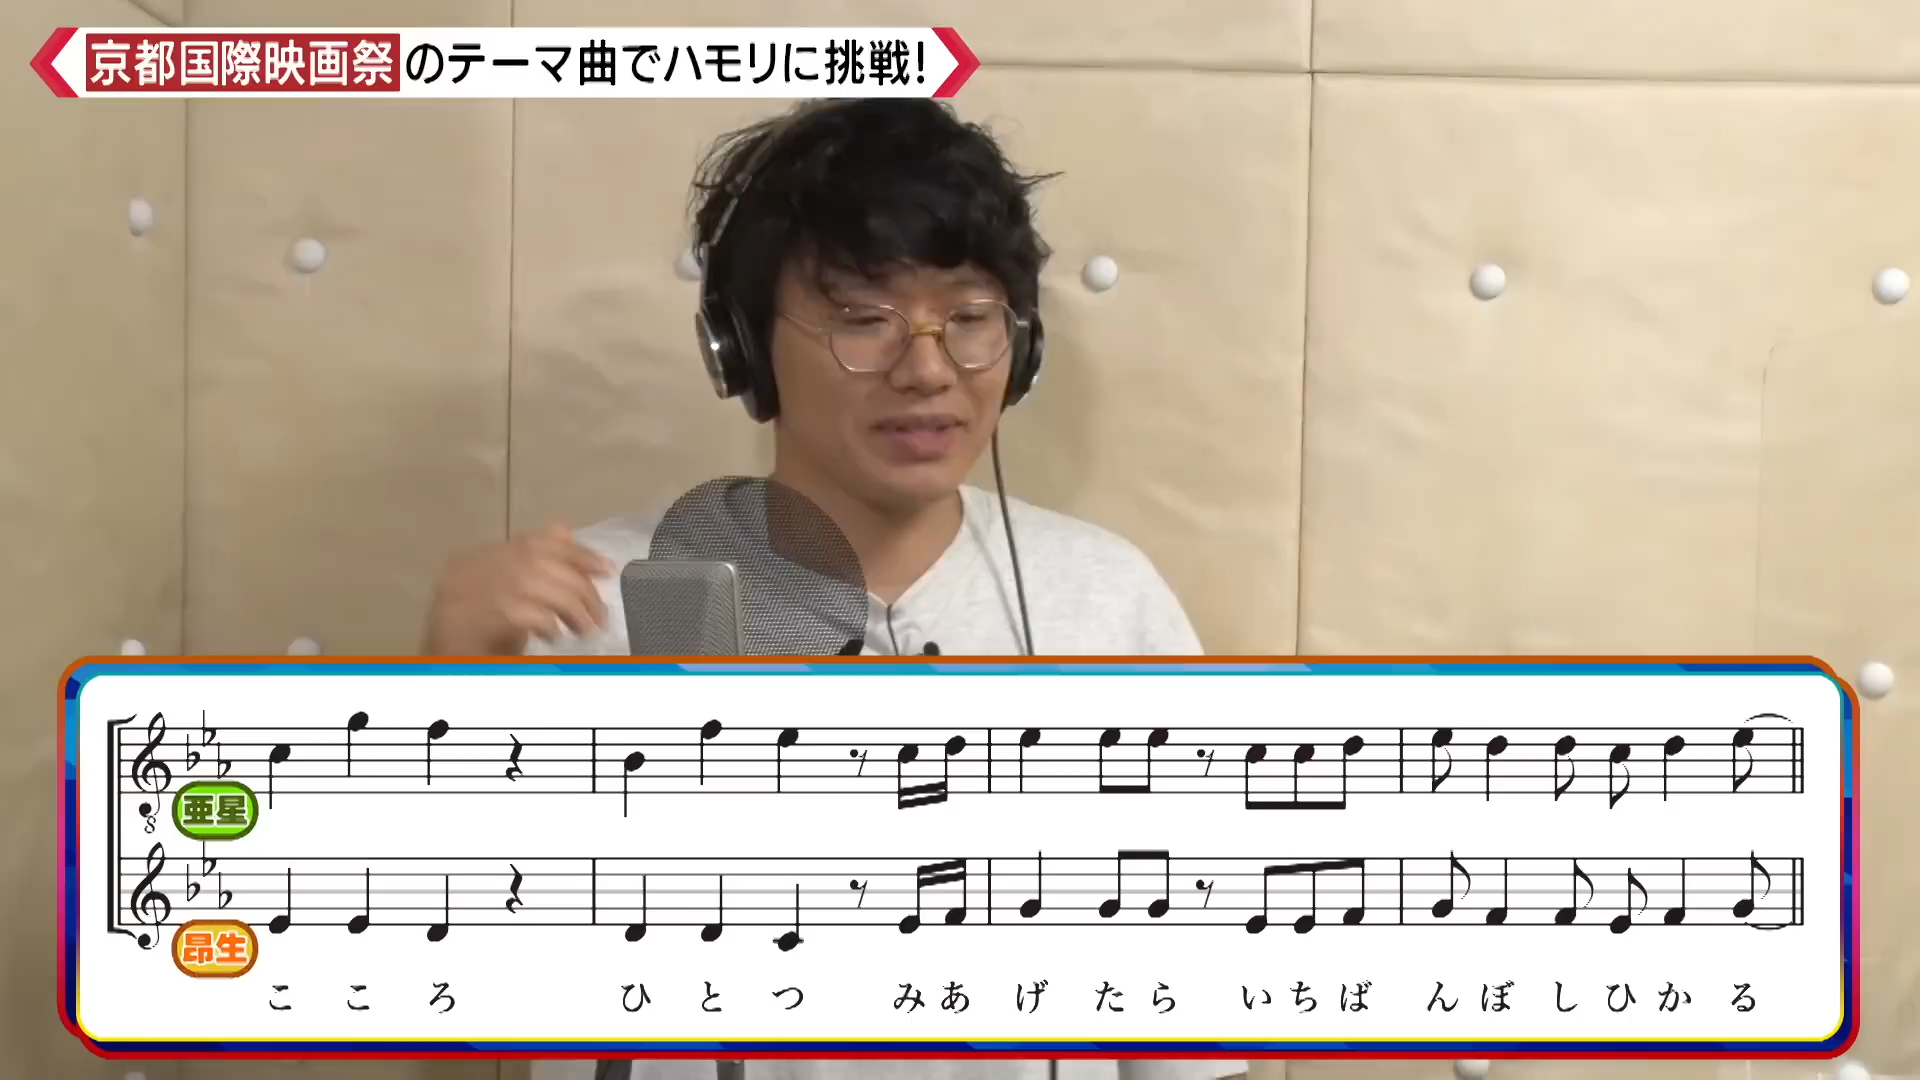 京都国際映画祭のテーマ曲でハモリに挑戦!
亜星
8
昂生
こころ ひとつ みあげたら いちばんぼしひかる